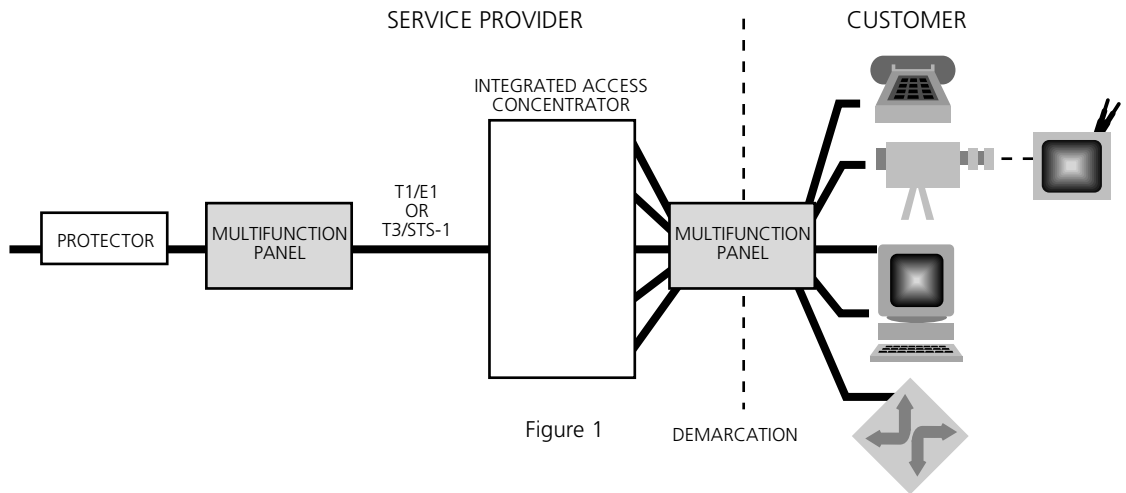 SERVICE PROVIDER
CUSTOMER
INTEGRATED ACCESS
CONCENTRATOR
T1/E1
OR
T3/STS-1
PROTECTOR
MULTIFUNCTION
PANEL
MULTIFUNCTION
PANEL
Figure 1
DEMARCATION